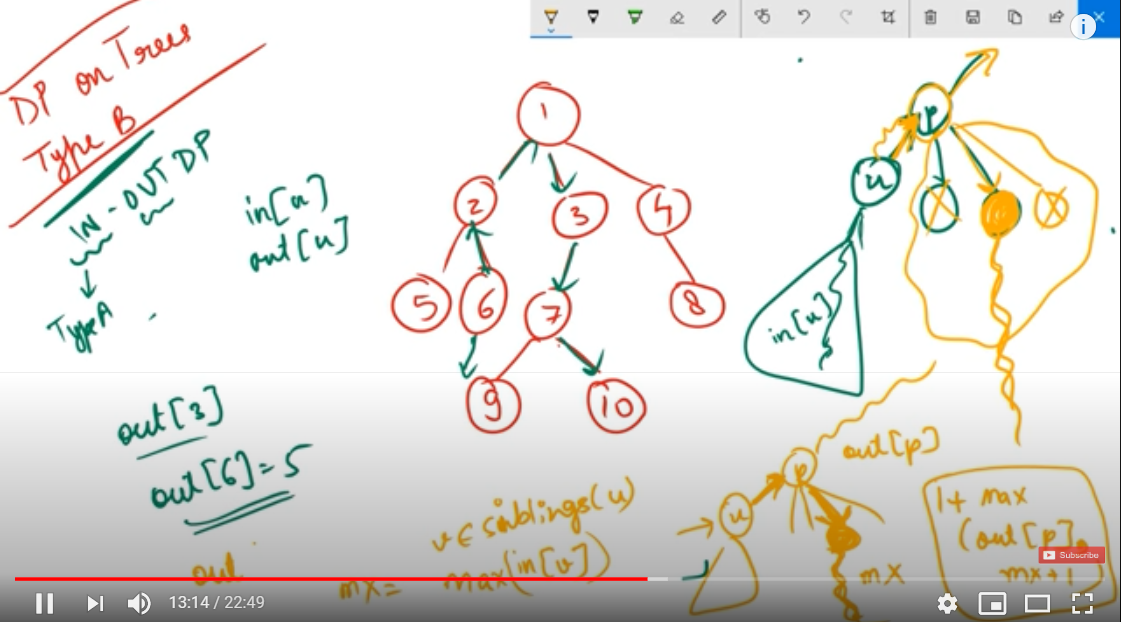 DP on Trees
Type B
IN - OUT DP
Type A
in[u]
out[u]
out[3]
out[6]=5
out
1
2
3
4
5
6
7
8
9
10
p
u
in[u]
v ∈ siblings(u)
mx = max(in[v])
out[p]
p
u
mx
1+ max
(out[p],
mx+1)
Subscribe
13:14 / 22:49
i